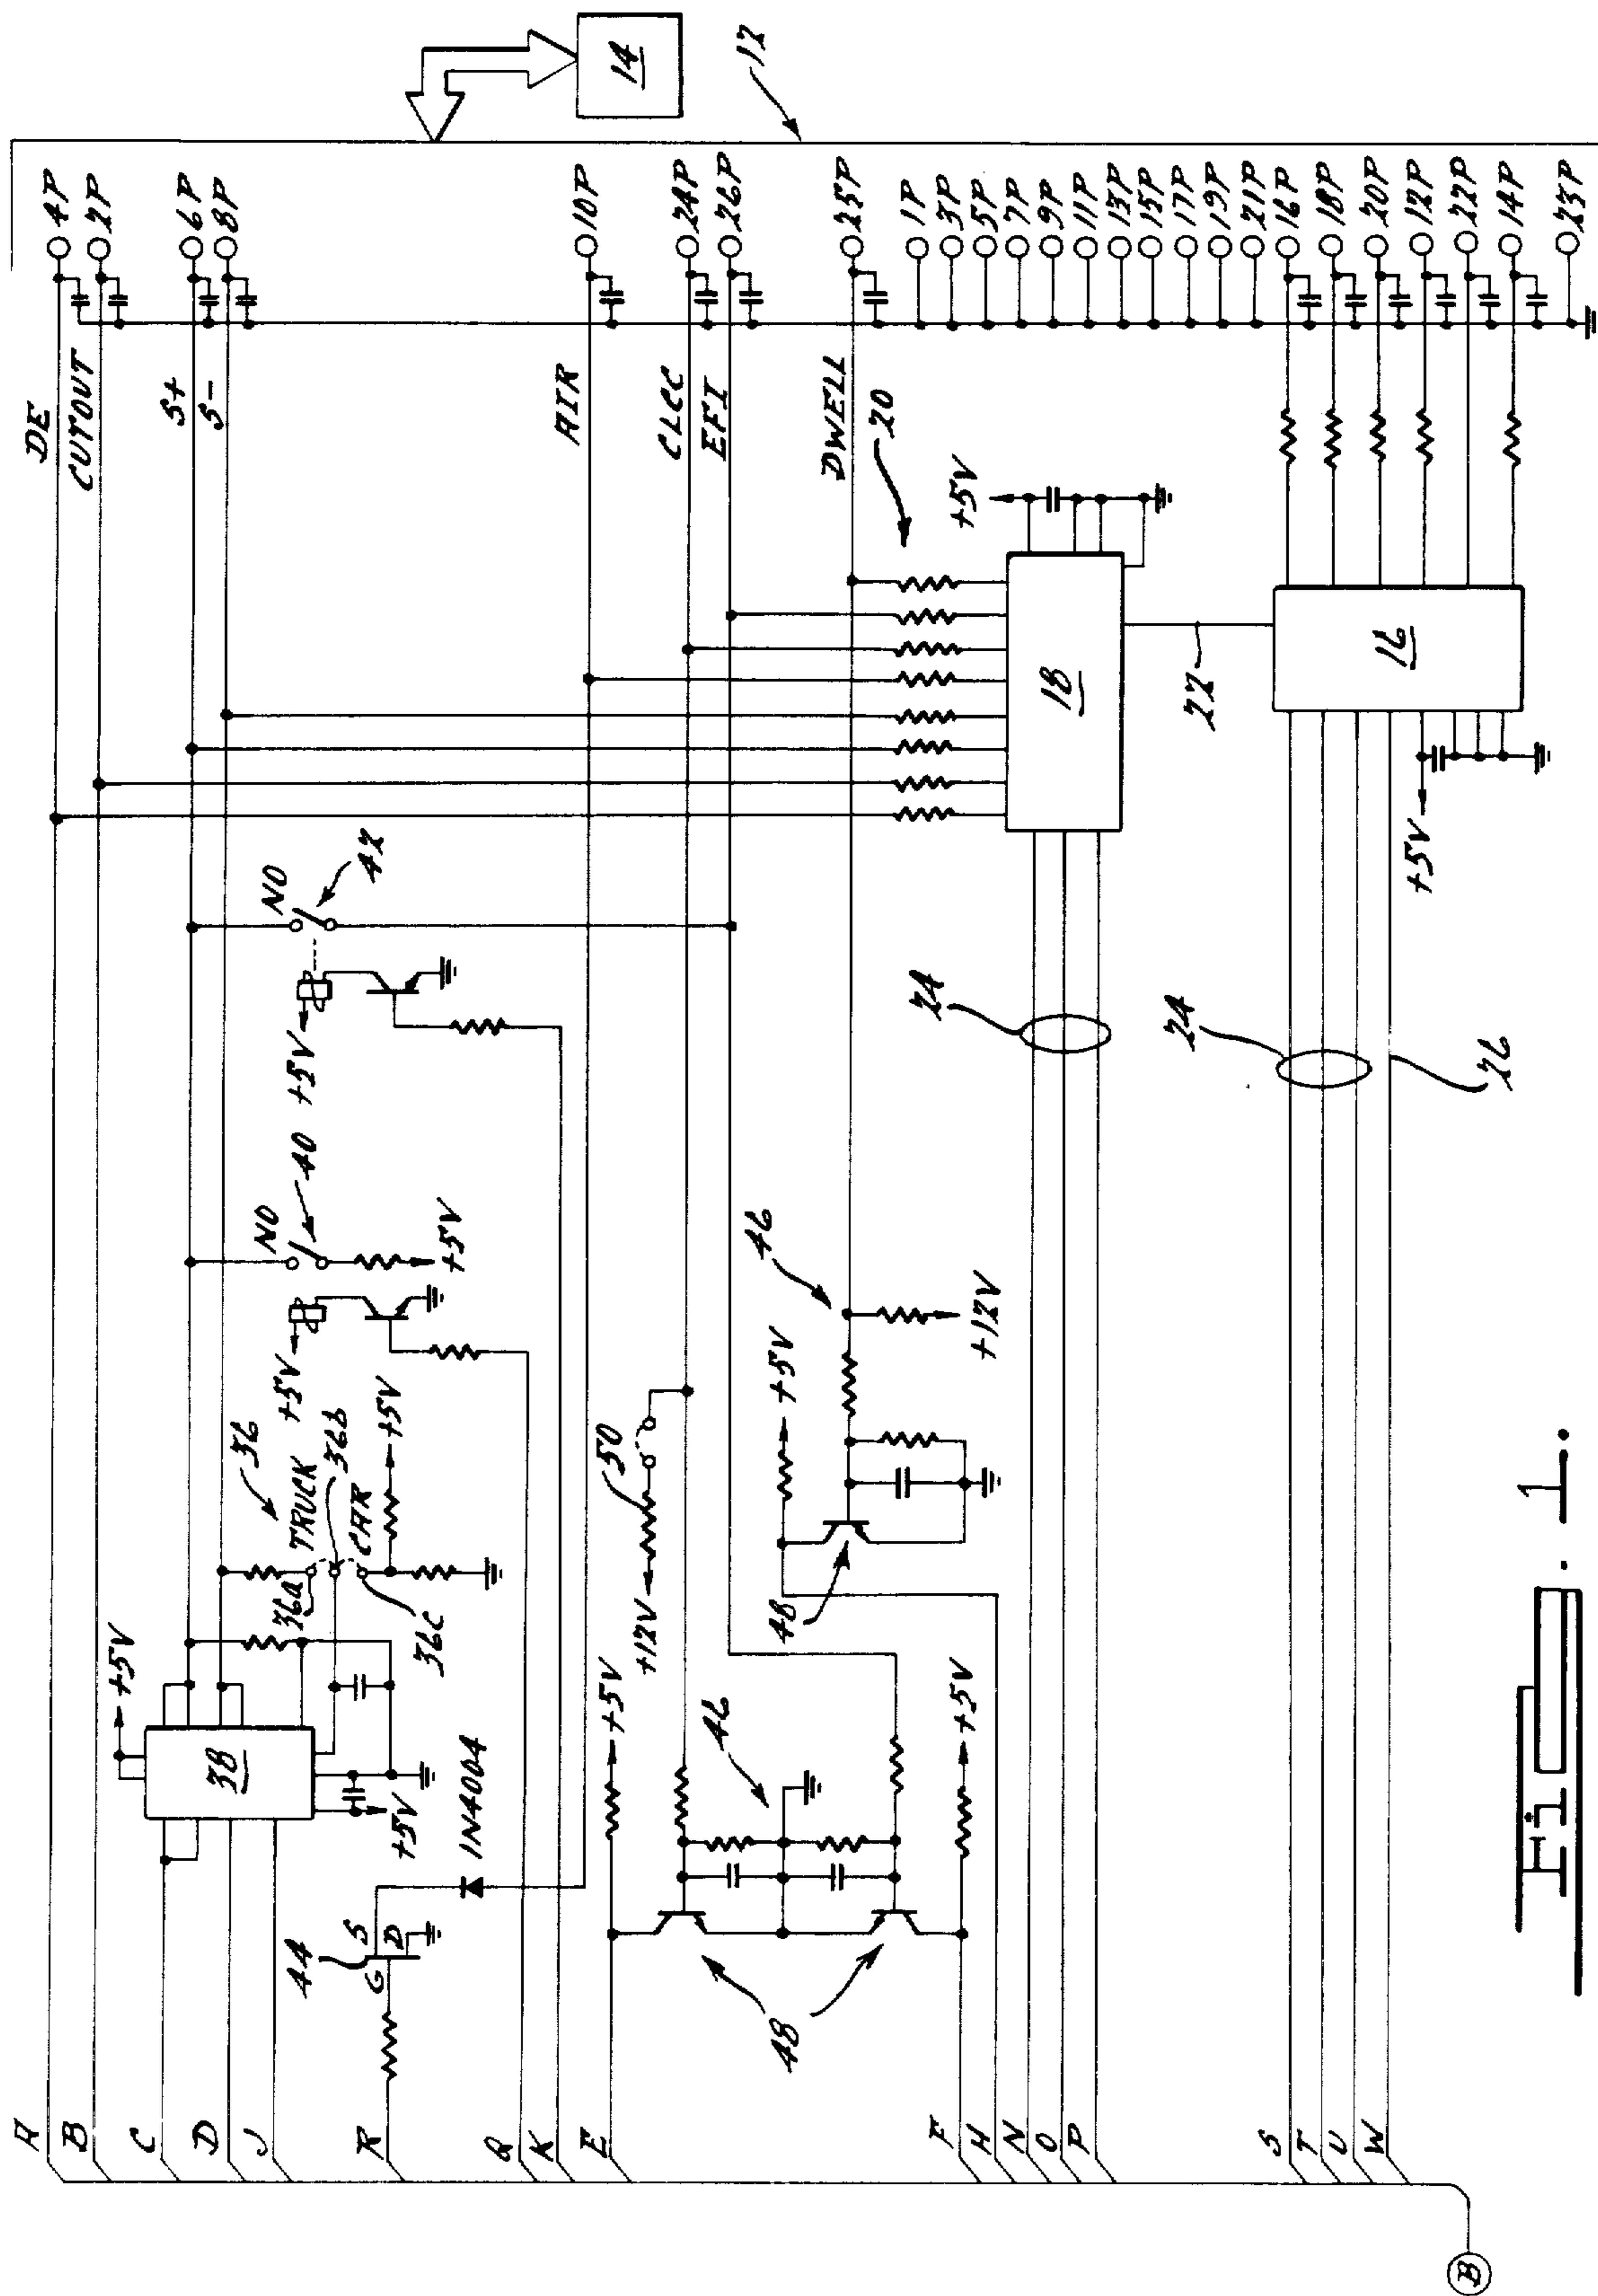 A
B
C
D
J
R
Q
K
E
F
H
N
O
P
S
T
U
W
B
DE
CUTOUT
S+
S-
AIR
CLCC
EFI
DWELL
4P
2P
6P
8P
10P
24P
26P
25P
1P
3P
5P
7P
9P
11P
13P
15P
17P
19P
21P
16P
18P
20P
12P
22P
14P
23P
14
12
+5V
38
+5V
36
TRUCK
36a
36b
CAR
36c
+5V
+5V
NO
40
+5V
+5V
NO
42
44
S
G
D
1N4004
+5V
+12V
50
46
48
+5V
+5V
46
48
+12V
20
+5V
18
22
24
24
26
16
+5V
Fig. 1.